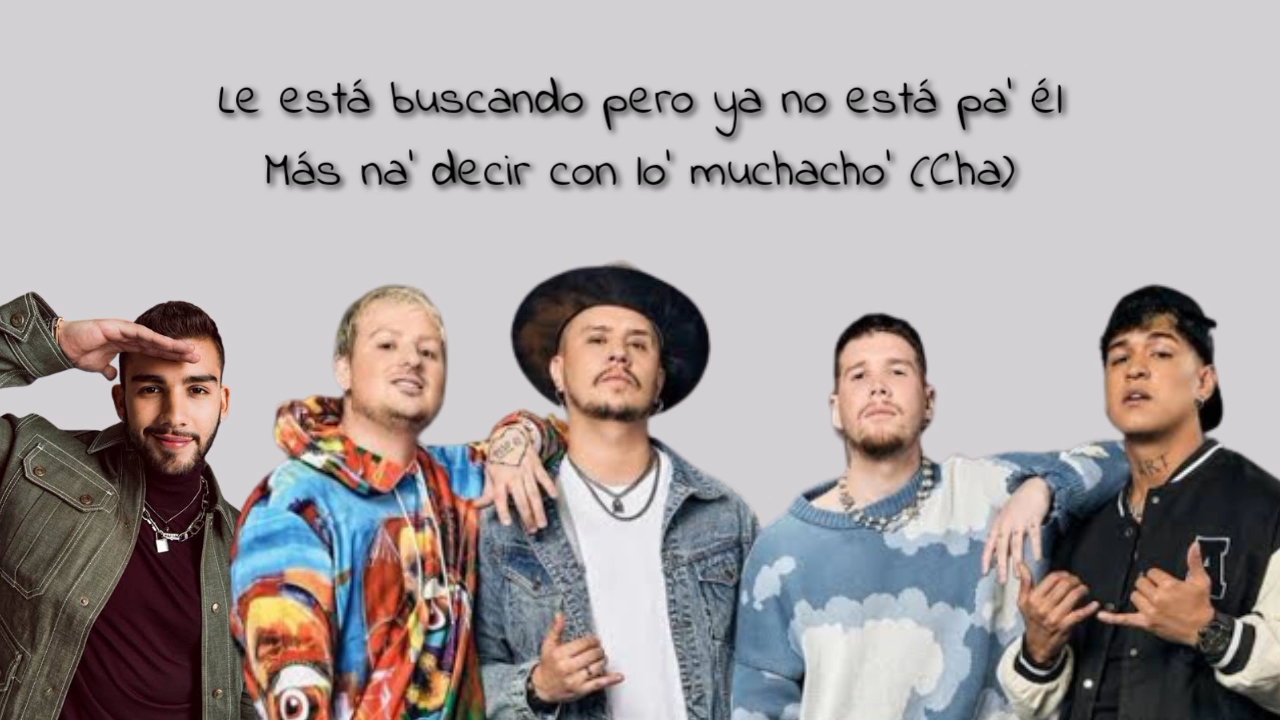 Le está buscando pero ya no está pa' él
Más na' decir con lo' muchacho' (Cha)